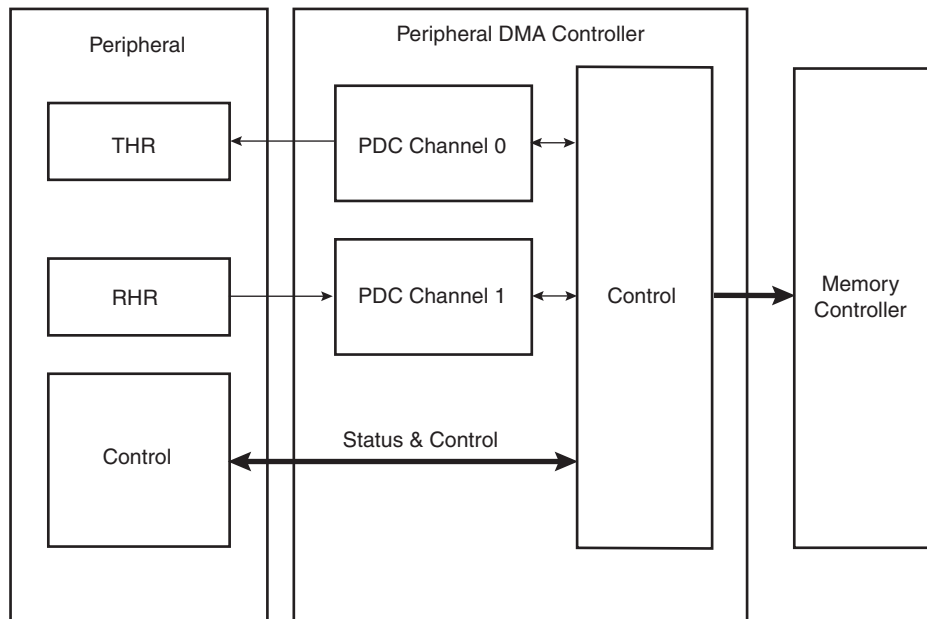 Peripheral
Peripheral DMA Controller
THR
PDC Channel 0
RHR
PDC Channel 1
Control
Memory
Controller
Control
Status & Control